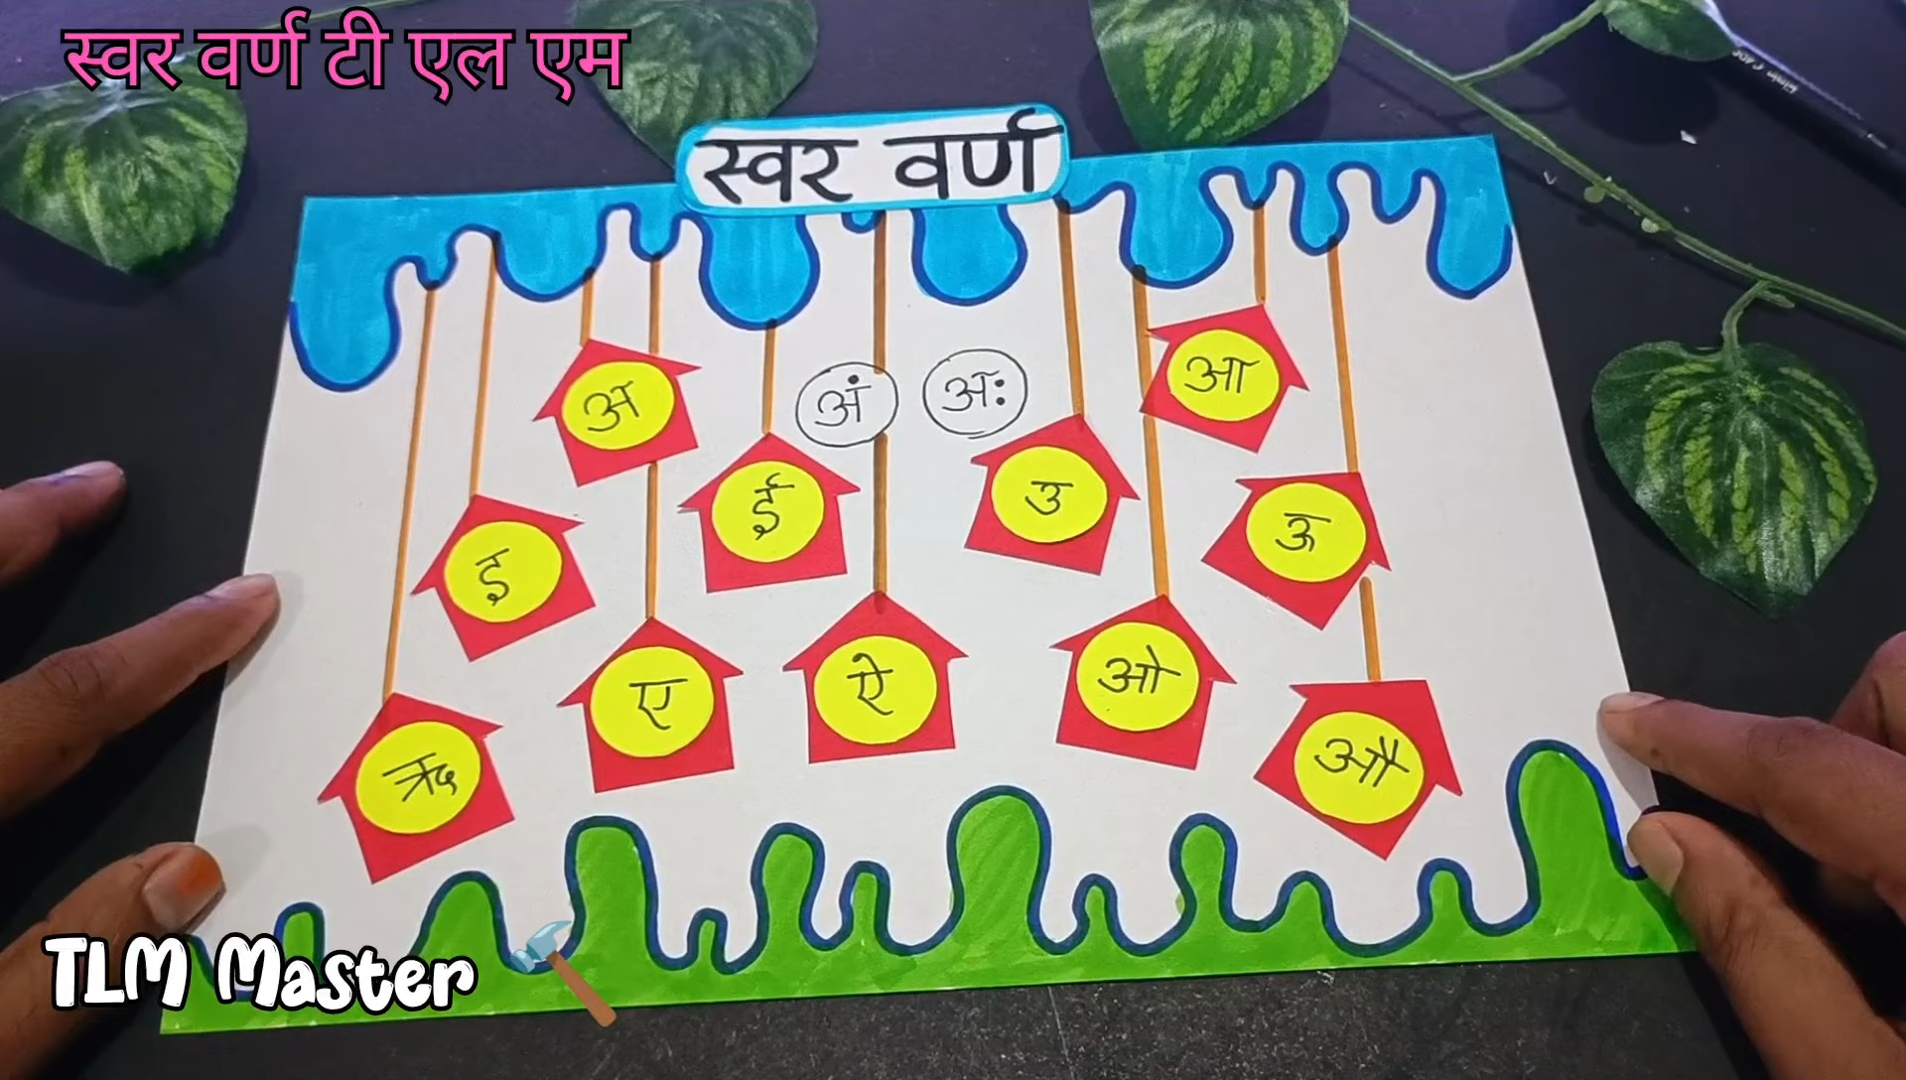 स्वर वर्ण टी एल एम
स्वर वर्ण
अ
अं
अः
आ
इ
ई
उ
ऊ
ऋ
ए
ऐ
ओ
औ
TLM Master